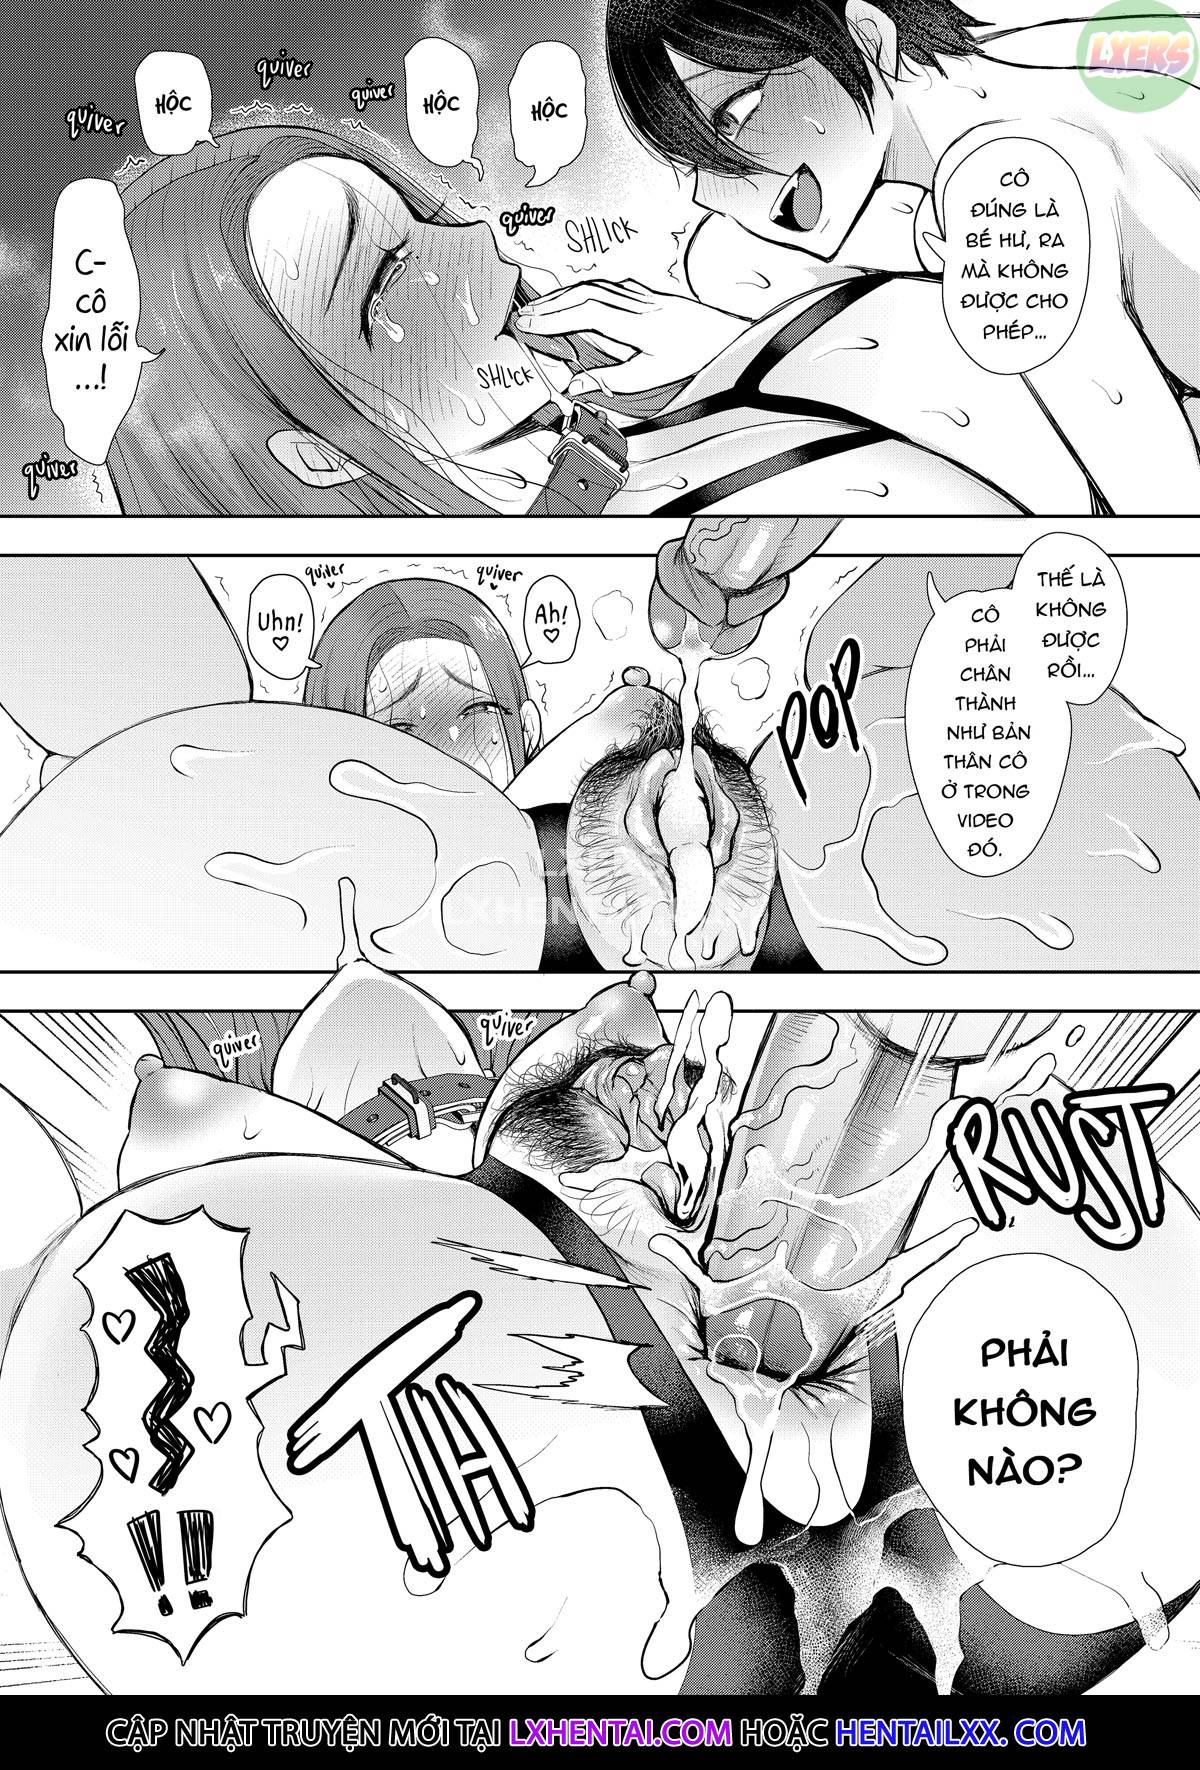 LXERS
quiver
quiver
quiver
HỘC
HỘC
HỘC
quiver
SHLICK
CÔ
ĐÚNG LÀ
BÉ HƯ, RA
MÀ KHÔNG
ĐƯỢC CHO
PHÉP...
C-
CÔ
XIN LỖI
...!
SHLICK
quiver
quiver
quiver
Uhn!
♡
Ah!
♡
POP
THẾ LÀ
KHÔNG
ĐƯỢC
RỒI...
CÔ
PHẢI
CHÂN
THÀNH
NHƯ BẢN
THÂN CÔ
Ở TRONG
VIDEO
ĐÓ.
quiver
quiver
RUST
PHẢI
KHÔNG
NÀO?
!!
CẬP NHẬT TRUYỆN MỚI TẠI LXHENTAI.COM HOẶC HENTAILXX. COM